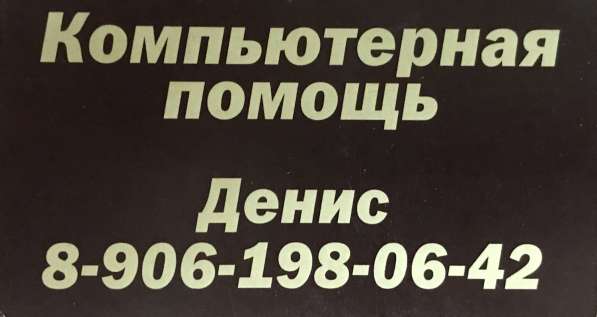 Компьютерная
помощь
Денис
8-906-198-06-42